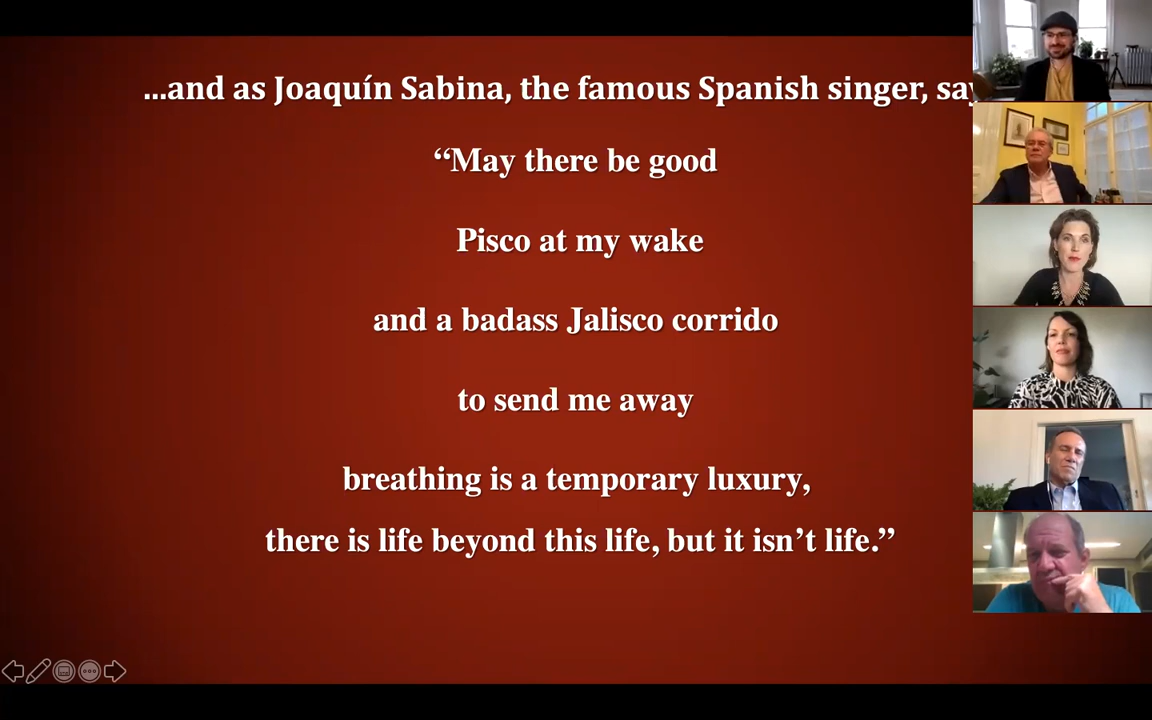 ...and as Joaquín Sabina, the famous Spanish singer,
“May there be good
Pisco at my wake
and a badass Jalisco corrido
to send me away
breathing is a temporary luxury,
there is life beyond this life, but it isn’t life.”